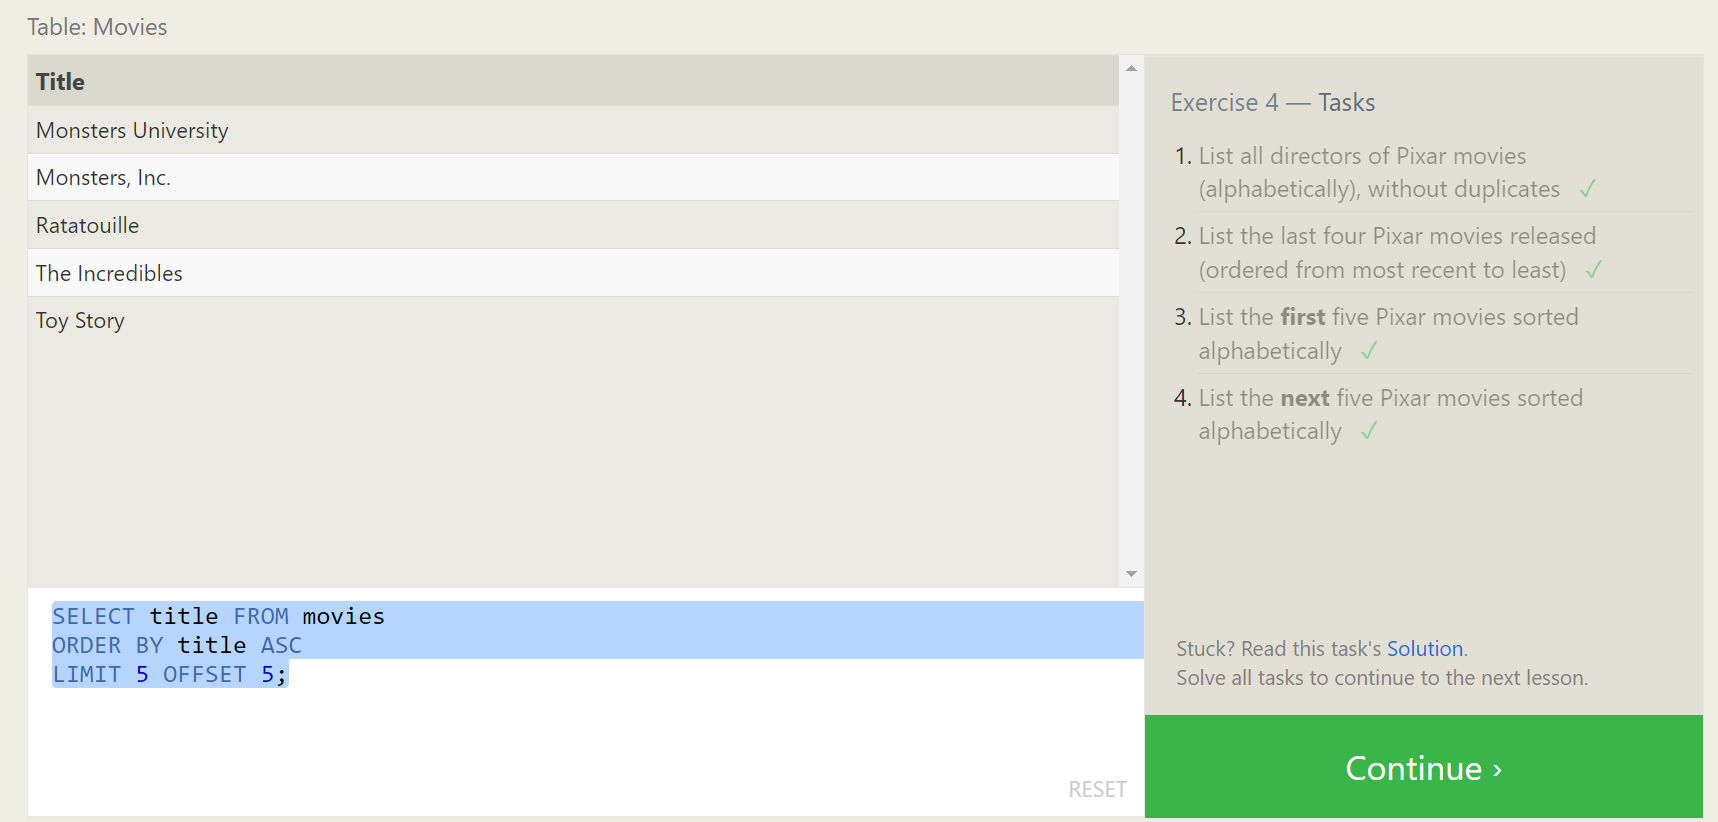 Table: Movies
Title
Monsters University
Monsters, Inc.
Ratatouille
The Incredibles
Toy Story
SELECT title FROM movies
ORDER BY title ASC
LIMIT 5 OFFSET 5;
RESET
Exercise 4 — Tasks
1. List all directors of Pixar movies
(alphabetically), without duplicates ✓
2. List the last four Pixar movies released
(ordered from most recent to least) ✓
3. List the first five Pixar movies sorted
alphabetically ✓
4. List the next five Pixar movies sorted
alphabetically ✓
Stuck? Read this task's Solution.
Solve all tasks to continue to the next lesson.
Continue ›